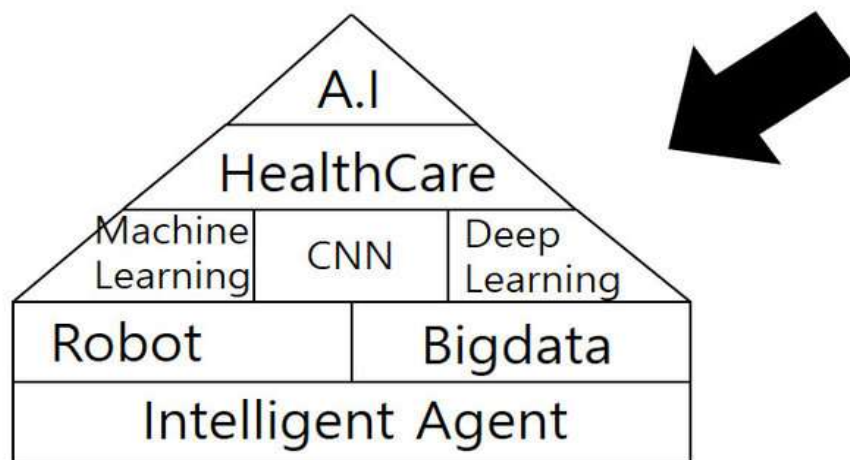 A.I
HealthCare
Machine
Learning
CNN
Deep
Learning
Robot
Bigdata
Intelligent Agent